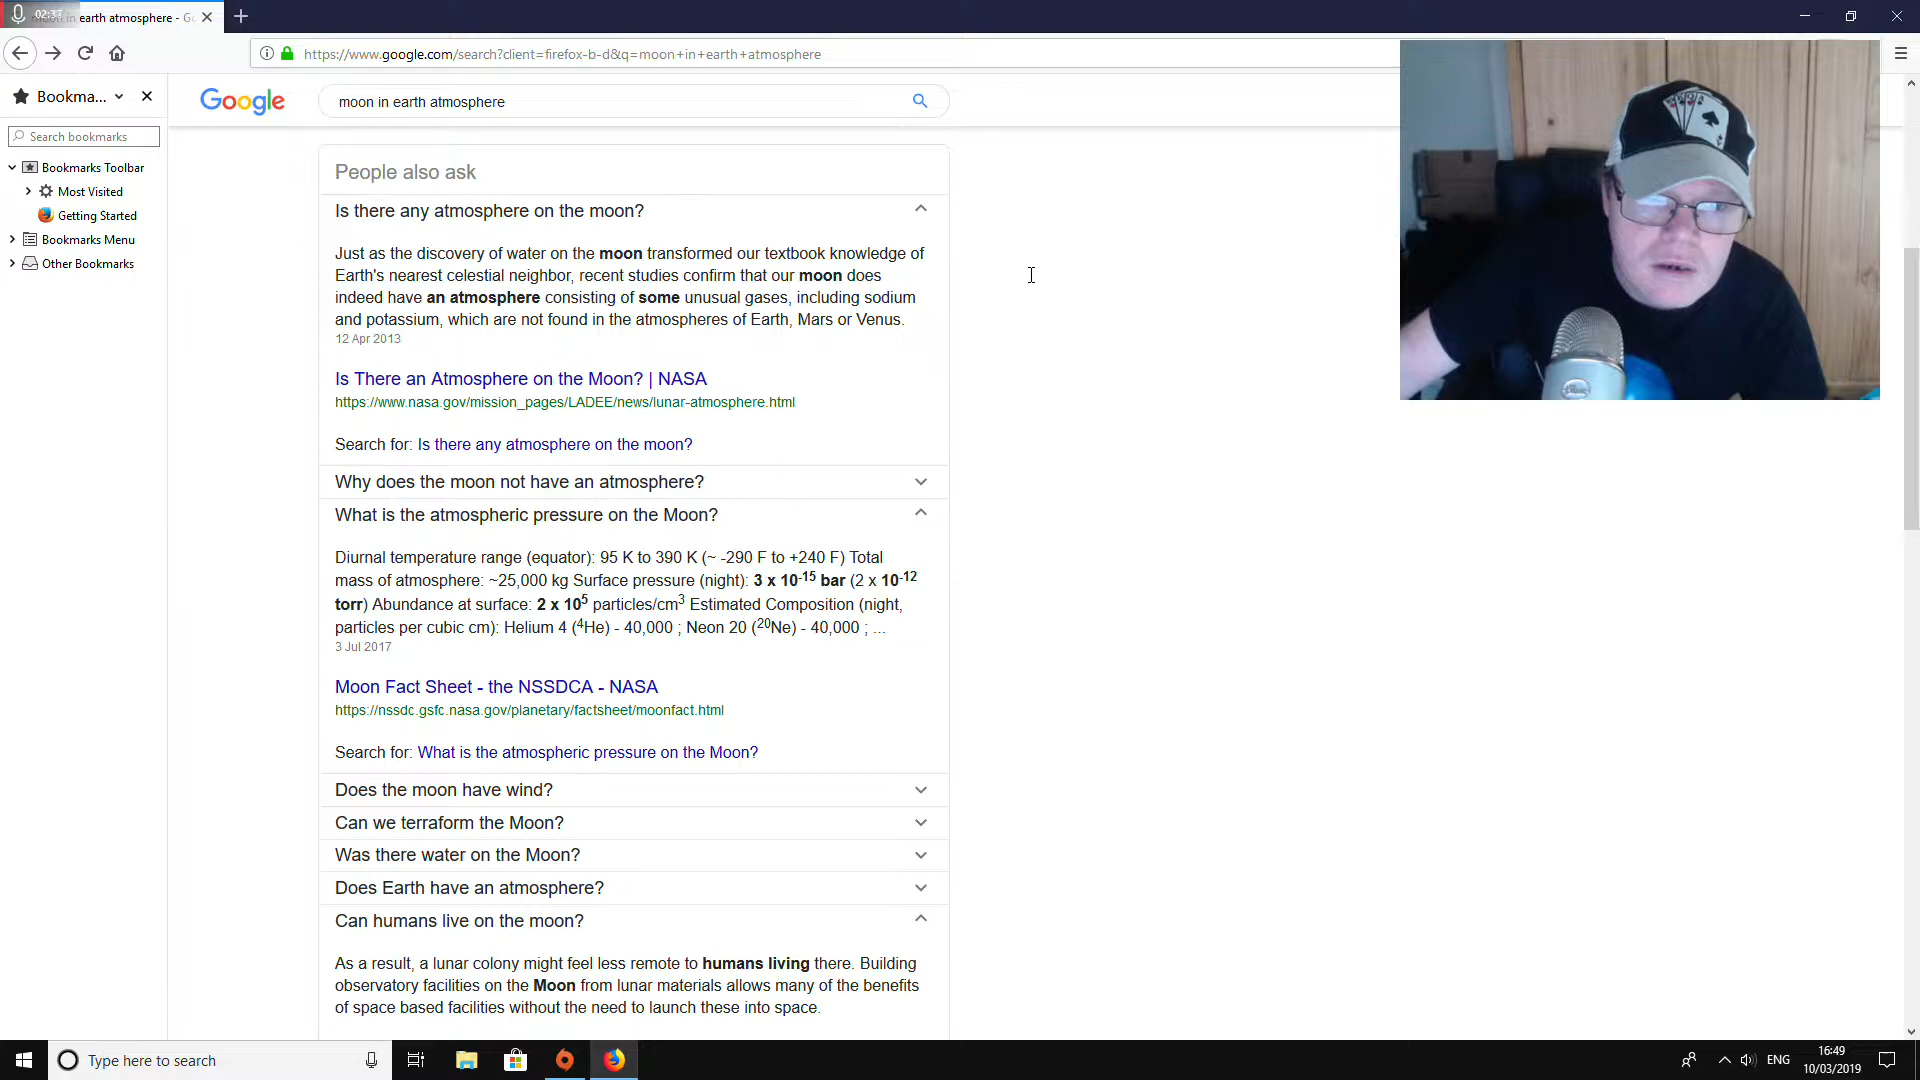 02:37
moon in earth atmosphere - Go
https://www.google.com/search?client=firefox-b-d&q=moon+in+earth+atmosphere
Bookma...
Search bookmarks
Bookmarks Toolbar
Most Visited
Getting Started
Bookmarks Menu
Other Bookmarks
Google
moon in earth atmosphere
People also ask
Is there any atmosphere on the moon?
Just as the discovery of water on the moon transformed our textbook knowledge of
Earth's nearest celestial neighbor, recent studies confirm that our moon does
indeed have an atmosphere consisting of some unusual gases, including sodium
and potassium, which are not found in the atmospheres of Earth, Mars or Venus.
12 Apr 2013
Is There an Atmosphere on the Moon? | NASA
https://www.nasa.gov/mission_pages/LADEE/news/lunar-atmosphere.html
Search for: Is there any atmosphere on the moon?
Why does the moon not have an atmosphere?
What is the atmospheric pressure on the Moon?
Diurnal temperature range (equator): 95 K to 390 K (~ -290 F to +240 F) Total
mass of atmosphere: ~25,000 kg Surface pressure (night): 3 x 10-15 bar (2 x 10-12
torr) Abundance at surface: 2 x 105 particles/cm3 Estimated Composition (night,
particles per cubic cm): Helium 4 (4He) - 40,000 ; Neon 20 (20Ne) - 40,000 ; ...
3 Jul 2017
Moon Fact Sheet - the NSSDCA - NASA
https://nssdc.gsfc.nasa.gov/planetary/factsheet/moonfact.html
Search for: What is the atmospheric pressure on the Moon?
Does the moon have wind?
Can we terraform the Moon?
Was there water on the Moon?
Does Earth have an atmosphere?
Can humans live on the moon?
As a result, a lunar colony might feel less remote to humans living there. Building
observatory facilities on the Moon from lunar materials allows many of the benefits
of space based facilities without the need to launch these into space.
Type here to search
ENG
16:49
10/03/2019